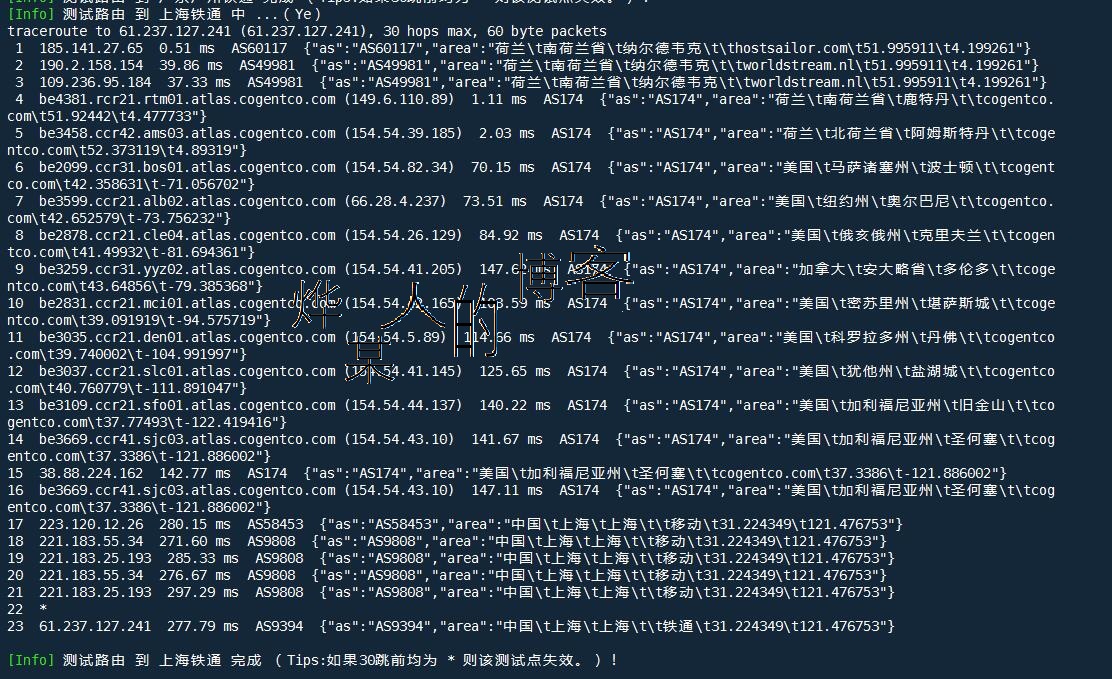 [Info] 测试路由 到 上海铁通 中 ...（Ye）
traceroute to 61.237.127.241 (61.237.127.241), 30 hops max, 60 byte packets
1 185.141.27.65 0.51 ms AS60117 {"as":"AS60117","area":"荷兰\t南荷兰省\t纳尔德韦克\t\thostsailor.com\t51.995911\t4.199261"}
2 190.2.158.154 39.86 ms AS49981 {"as":"AS49981","area":"荷兰\t南荷兰省\t纳尔德韦克\t\tworldstream.nl\t51.995911\t4.199261"}
3 109.236.95.184 37.33 ms AS49981 {"as":"AS49981","area":"荷兰\t南荷兰省\t纳尔德韦克\t\tworldstream.nl\t51.995911\t4.199261"}
4 be4381.rcr21.rtm01.atlas.cogentco.com (149.6.110.89) 1.11 ms AS174 {"as":"AS174","area":"荷兰\t南荷兰省\t鹿特丹\t\tcogentco.
com\t51.92442\t4.477733"}
5 be3458.ccr42.ams03.atlas.cogentco.com (154.54.39.185) 2.03 ms AS174 {"as":"AS174","area":"荷兰\t北荷兰省\t阿姆斯特丹\t\tcoge
ntco.com\t52.373119\t4.89319"}
6 be2099.ccr31.bos01.atlas.cogentco.com (154.54.82.34) 70.15 ms AS174 {"as":"AS174","area":"美国\t马萨诸塞州\t波士顿\t\tcogent
co.com\t42.358631\t-71.056702"}
7 be3599.ccr21.alb02.atlas.cogentco.com (66.28.4.237) 73.51 ms AS174 {"as":"AS174","area":"美国\t纽约州\t奥尔巴尼\t\tcogentco.
com\t42.652579\t-73.756232"}
8 be2878.ccr21.cle04.atlas.cogentco.com (154.54.26.129) 84.92 ms AS174 {"as":"AS174","area":"美国\t俄亥俄州\t克里夫兰\t\tcogen
tco.com\t41.49932\t-81.694361"}
9 be3259.ccr31.yyz02.atlas.cogentco.com (154.54.41.205) ms {"as":"AS174","area":"加拿大\t安大略省\t多伦多\t\tcoge
ntco.com\t43.64856\t-79.385368"}
10 be2831.ccr21.mci01.atlas.cogentco.com ms AS174 {"as":"AS174","area":"美国\t密苏里州\t堪萨斯城\t\tcoge
ntco.com\t39.091919\t-94.575719"}
11 be3035.ccr21.den01.atlas.cogentco.com (154.54.5.89) ms AS174 {"as":"AS174","area":"美国\t科罗拉多州\t丹佛\t\tcogentco
.com\t39.740002\t-104.991997"}
12 be3037.ccr21.slc01.atlas.cogentco.com (154.54.41.145) 125.65 ms AS174 {"as":"AS174","area":"美国\t犹他州\t盐湖城\t\tcogentco
.com\t40.760779\t-111.891047"}
13 be3109.ccr21.sfo01.atlas.cogentco.com (154.54.44.137) 140.22 ms AS174 {"as":"AS174","area":"美国\t加利福尼亚州\t旧金山\t\tco
gentco.com\t37.77493\t-122.419416"}
14 be3669.ccr41.sjc03.atlas.cogentco.com (154.54.43.10) 141.67 ms AS174 {"as":"AS174","area":"美国\t加利福尼亚州\t圣何塞\t\tcog
entco.com\t37.3386\t-121.886002"}
15 38.88.224.162 142.77 ms AS174 {"as":"AS174","area":"美国\t加利福尼亚州\t圣何塞\t\tcogentco.com\t37.3386\t-121.886002"}
16 be3669.ccr41.sjc03.atlas.cogentco.com (154.54.43.10) 147.11 ms AS174 {"as":"AS174","area":"美国\t加利福尼亚州\t圣何塞\t\tcog
entco.com\t37.3386\t-121.886002"}
17 223.120.12.26 280.15 ms AS58453 {"as":"AS58453","area":"中国\t上海\t上海\t\t移动\t31.224349\t121.476753"}
18 221.183.55.34 271.60 ms AS9808 {"as":"AS9808","area":"中国\t上海\t上海\t\t移动\t31.224349\t121.476753"}
19 221.183.25.193 285.33 ms AS9808 {"as":"AS9808","area":"中国\t上海\t上海\t\t移动\t31.224349\t121.476753"}
20 221.183.55.34 276.67 ms AS9808 {"as":"AS9808","area":"中国\t上海\t上海\t\t移动\t31.224349\t121.476753"}
21 221.183.25.193 297.29 ms AS9808 {"as":"AS9808","area":"中国\t上海\t上海\t\t移动\t31.224349\t121.476753"}
22 *
23 61.237.127.241 277.79 ms AS9394 {"as":"AS9394","area":"中国\t上海\t上海\t\t铁通\t31.224349\t121.476753"}
[Info] 测试路由 到 上海铁通 完成 （Tips:如果30跳前均为 * 则该测试点失效。）！
人的博客